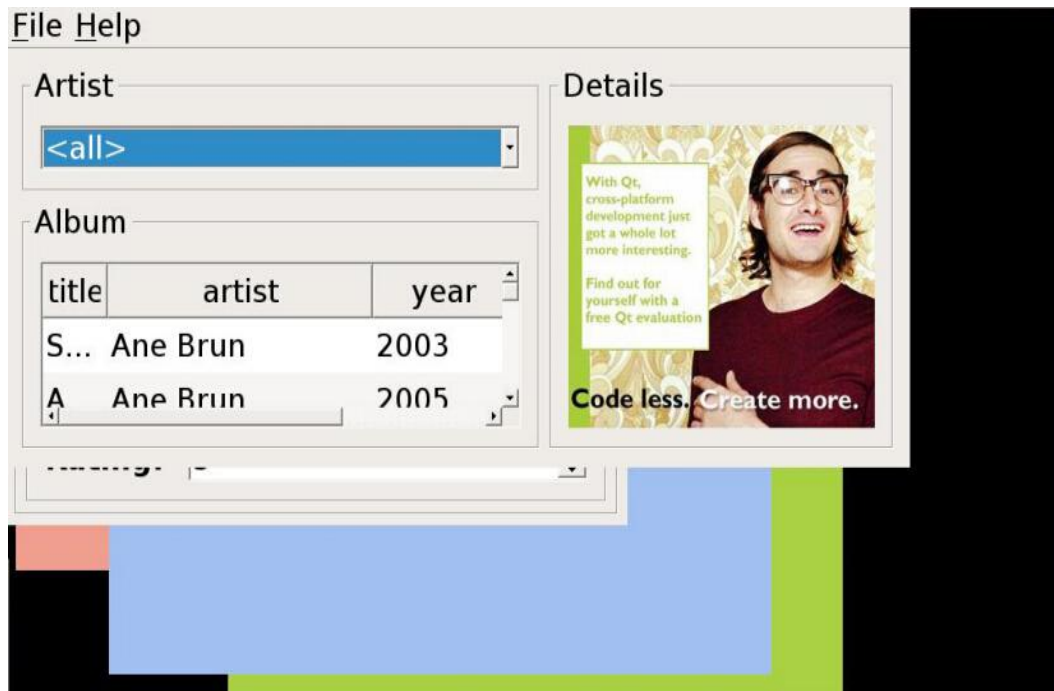 File Help
Artist
Details
<all>
With Qt,
cross-platform
development just
got a whole lot
more interesting.
Find out for
yourself with a
free Qt evaluation
Code less. Create more.
Album
title artist year
S... Ane Brun 2003
A Ane Brun 2005